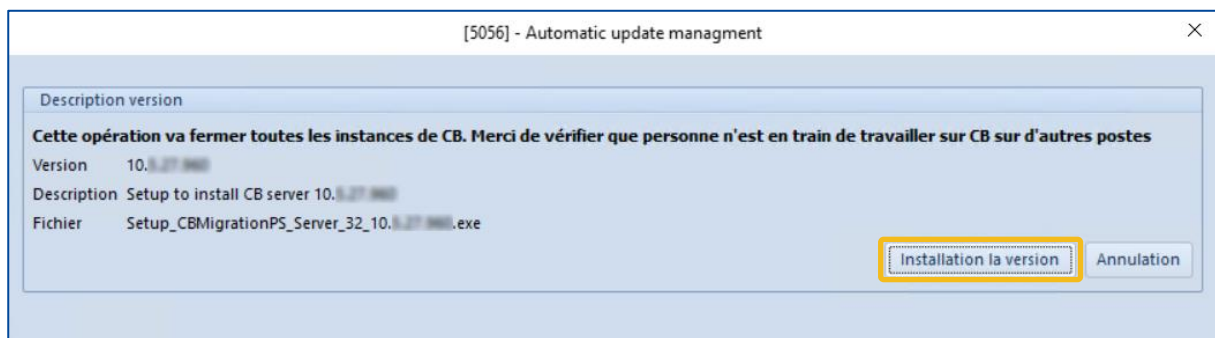 [5056] - Automatic update managment
Description version
Cette opération va fermer toutes les instances de CB. Merci de vérifier que personne n'est en train de travailler sur CB sur d'autres postes
Version 10.
Description Setup to install CB server 10.
Fichier Setup_CBMigrationPS_Server_32_10. .exe
Installation la version Annulation